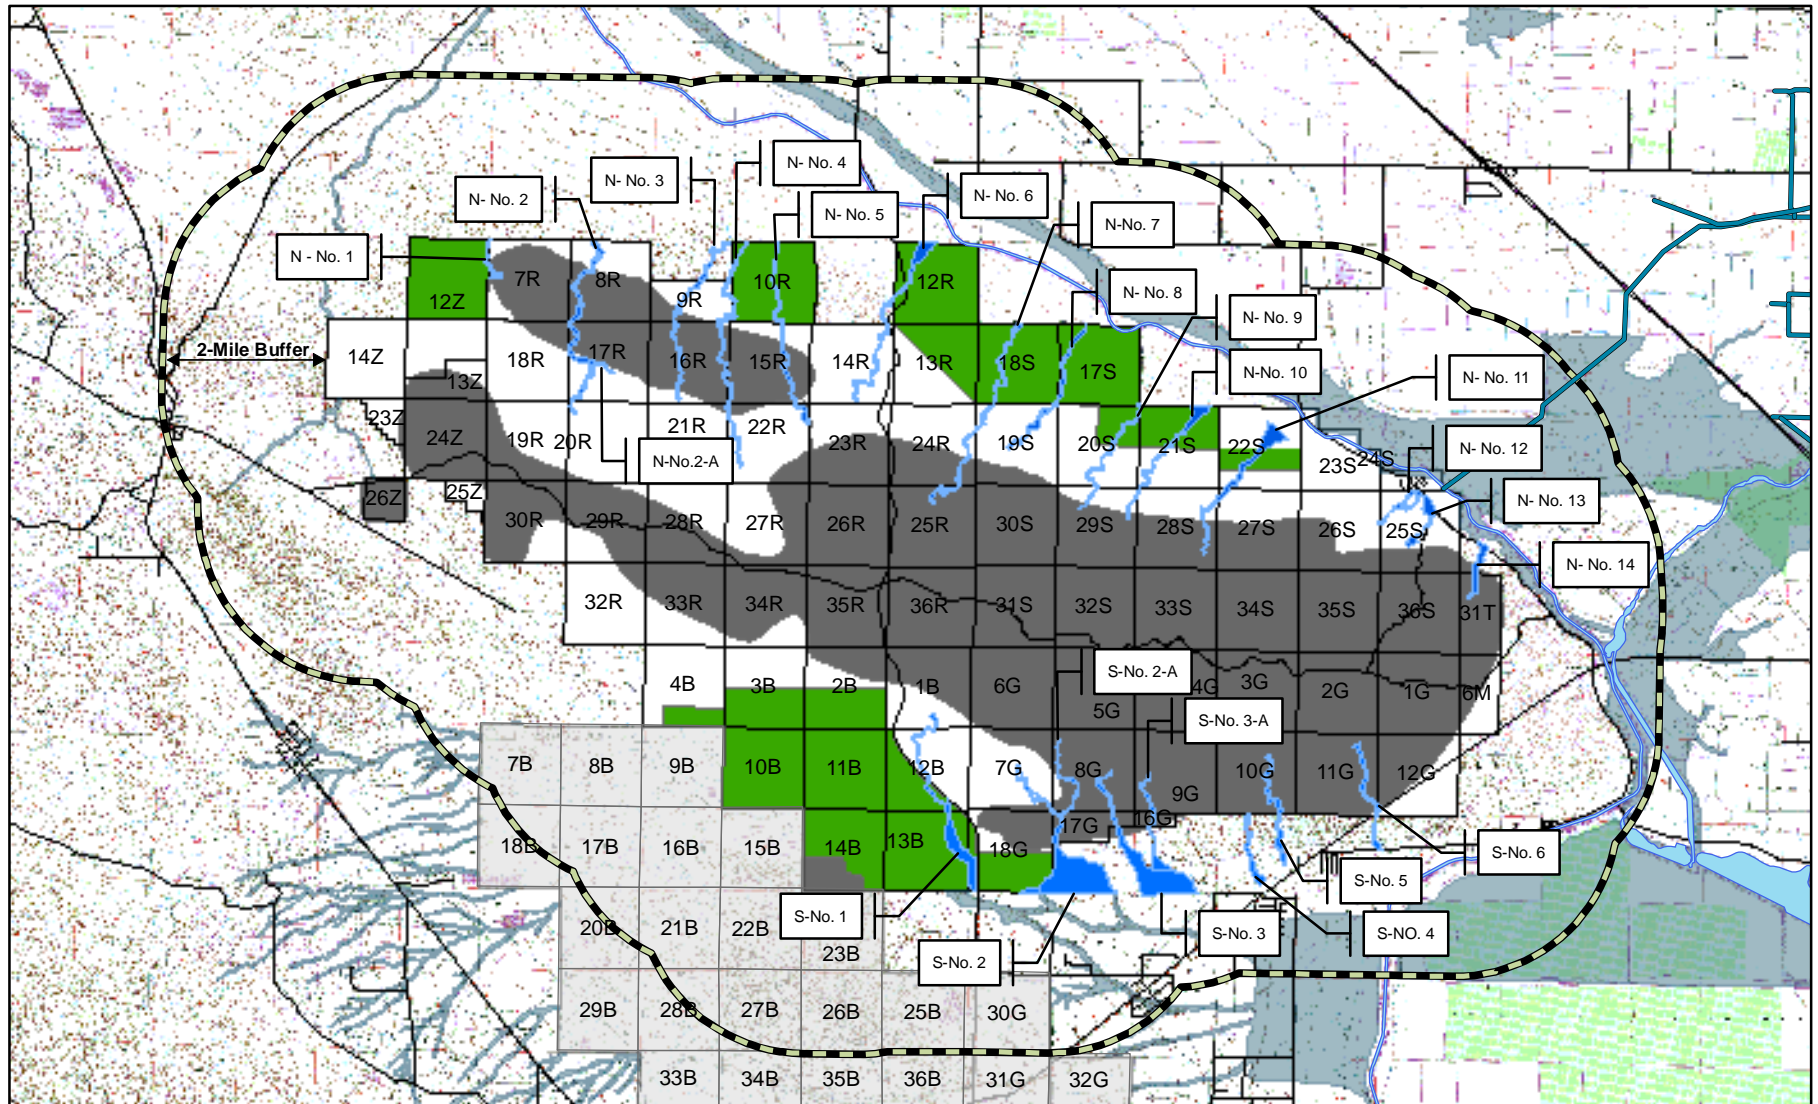 N- No. 4
N- No. 3
N- No. 2
N- No. 6
N- No. 5
N-No. 7
N - No. 1
7R
8R
10R
12R
12Z
9R
N- No. 8
N- No. 9
2-Mile Buffer
14Z
18R
17R
16R
15R
14R
13R
18S
17S
N-No. 10
N- No. 11
13Z
23Z
24Z
19R
20R
21R
22R
23R
24R
19S
20S
21S
22S
23S
24S
N- No. 12
N-No.2-A
26Z
25Z
N- No. 13
30R
29R
28R
27R
26R
25R
30S
29S
28S
27S
26S
25S
N- No. 14
32R
33R
34R
35R
36R
31S
32S
33S
34S
35S
36S
31T
S-No. 2-A
4B
3B
2B
1B
6G
5G
4G
3G
2G
1G
6M
S-No. 3-A
7B
8B
9B
10B
11B
12B
7G
8G
9G
10G
11G
12G
18B
17B
16B
15B
14B
13B
18G
17G
16G
S-No. 6
S-No. 5
S-No. 1
20B
21B
22B
23B
S-No. 2
S-No. 3
S-NO. 4
29B
28B
27B
26B
25B
30G
33B
34B
35B
36B
31G
32G